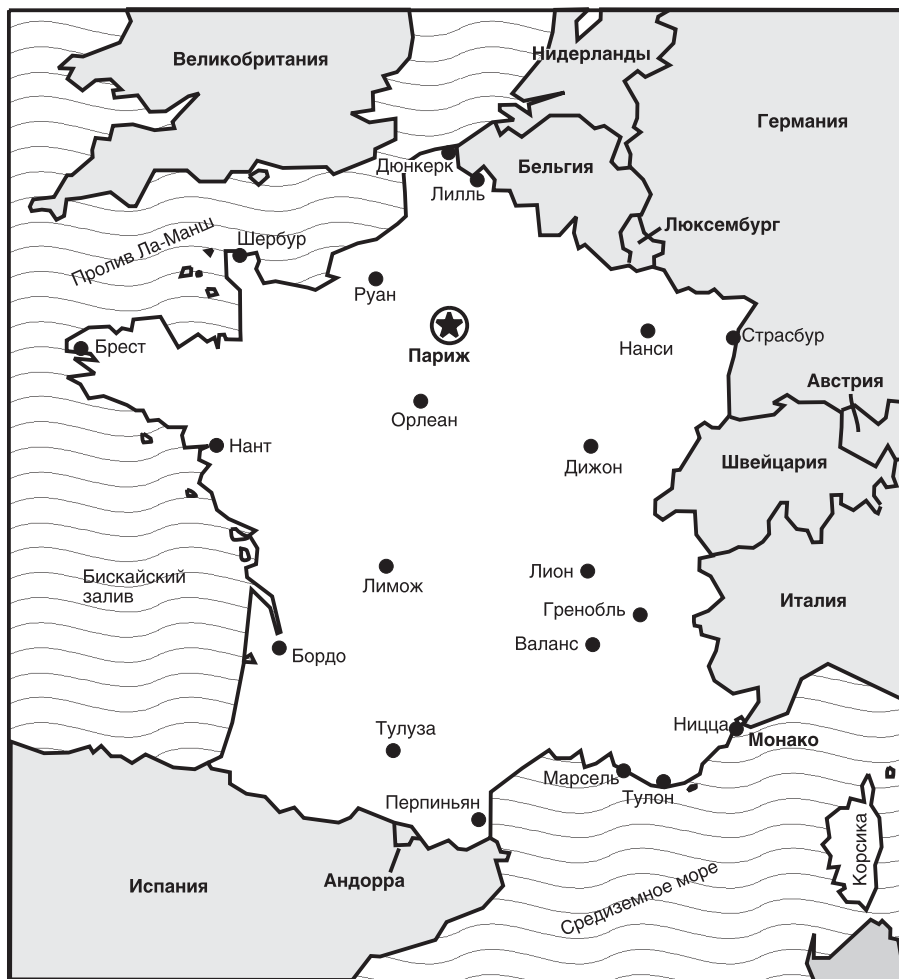 Великобритания
Нидерланды
Германия
Дюнкерк
Бельгия
Лилль
Люксембург
Пролив Ла-Манш
Шербур
Руан
Париж
Нанси
Страсбур
Брест
Австрия
Орлеан
Нант
Дижон
Швейцария
Бискайский
залив
Лимож
Лион
Гренобль
Италия
Валанс
Бордо
Тулуза
Ницца
Монако
Марсель
Тулон
Перпиньян
Корсика
Андорра
Испания
Средиземное море